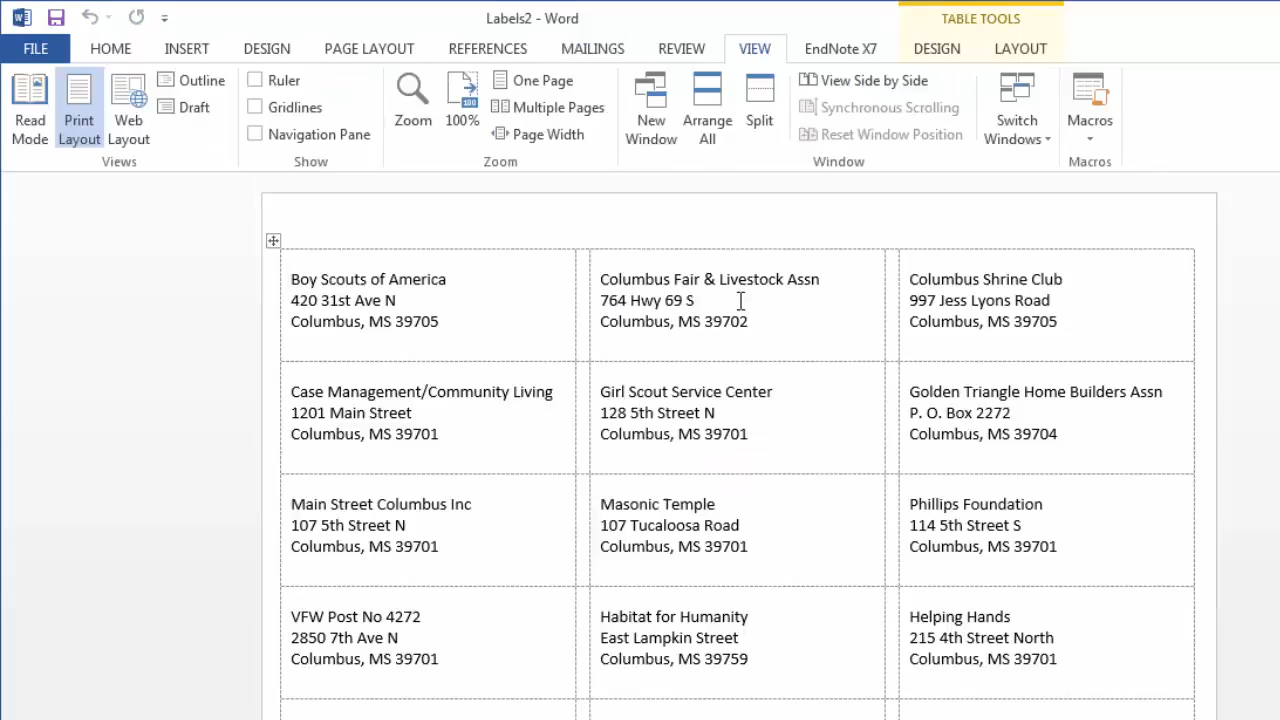 Labels2 - Word
TABLE TOOLS
FILE HOME INSERT DESIGN PAGE LAYOUT REFERENCES MAILINGS REVIEW VIEW EndNote X7 DESIGN LAYOUT
Read Mode
Print Layout
Web Layout
Outline
Draft
Views
Ruler
Gridlines
Navigation Pane
Show
Zoom
100
100%
One Page
Multiple Pages
Page Width
Zoom
New Window
Arrange All
Split
View Side by Side
Synchronous Scrolling
Reset Window Position
Switch Windows
Window
Macros
Macros
Boy Scouts of America
420 31st Ave N
Columbus, MS 39705
Columbus Fair & Livestock Assn
764 Hwy 69 S
Columbus, MS 39702
Columbus Shrine Club
997 Jess Lyons Road
Columbus, MS 39705
Case Management/Community Living
1201 Main Street
Columbus, MS 39701
Girl Scout Service Center
128 5th Street N
Columbus, MS 39701
Golden Triangle Home Builders Assn
P. O. Box 2272
Columbus, MS 39704
Main Street Columbus Inc
107 5th Street N
Columbus, MS 39701
Masonic Temple
107 Tucaloosa Road
Columbus, MS 39701
Phillips Foundation
114 5th Street S
Columbus, MS 39701
VFW Post No 4272
2850 7th Ave N
Columbus, MS 39701
Habitat for Humanity
East Lampkin Street
Columbus, MS 39759
Helping Hands
215 4th Street North
Columbus, MS 39701